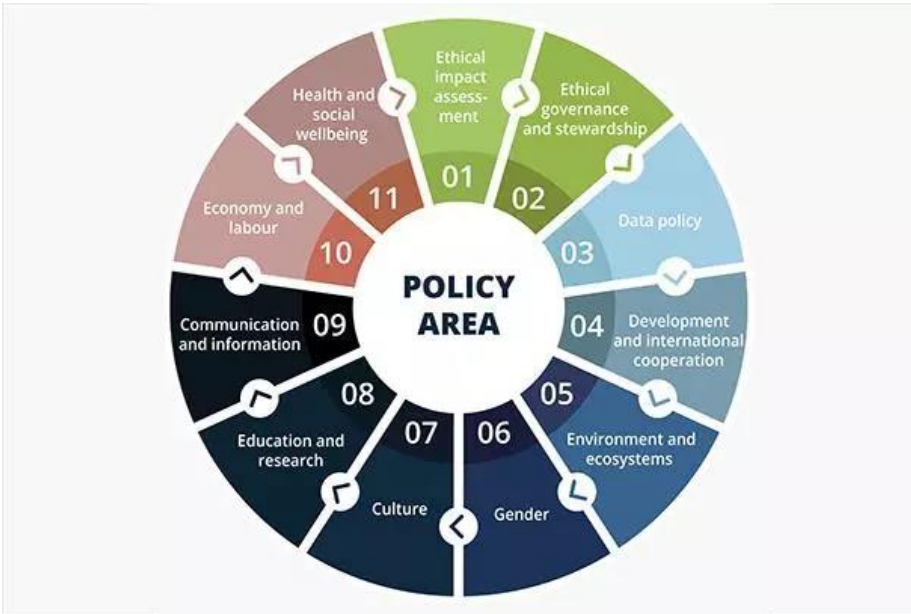 POLICY
AREA
Ethical
impact
assess-
ment
01
Ethical
governance
and stewardship
02
Data policy
03
Development
and international
cooperation
04
Environment and
ecosystems
05
Gender
06
Culture
07
Education and
research
08
Communication
and information
09
Economy and
labour
10
Health and
social
wellbeing
11